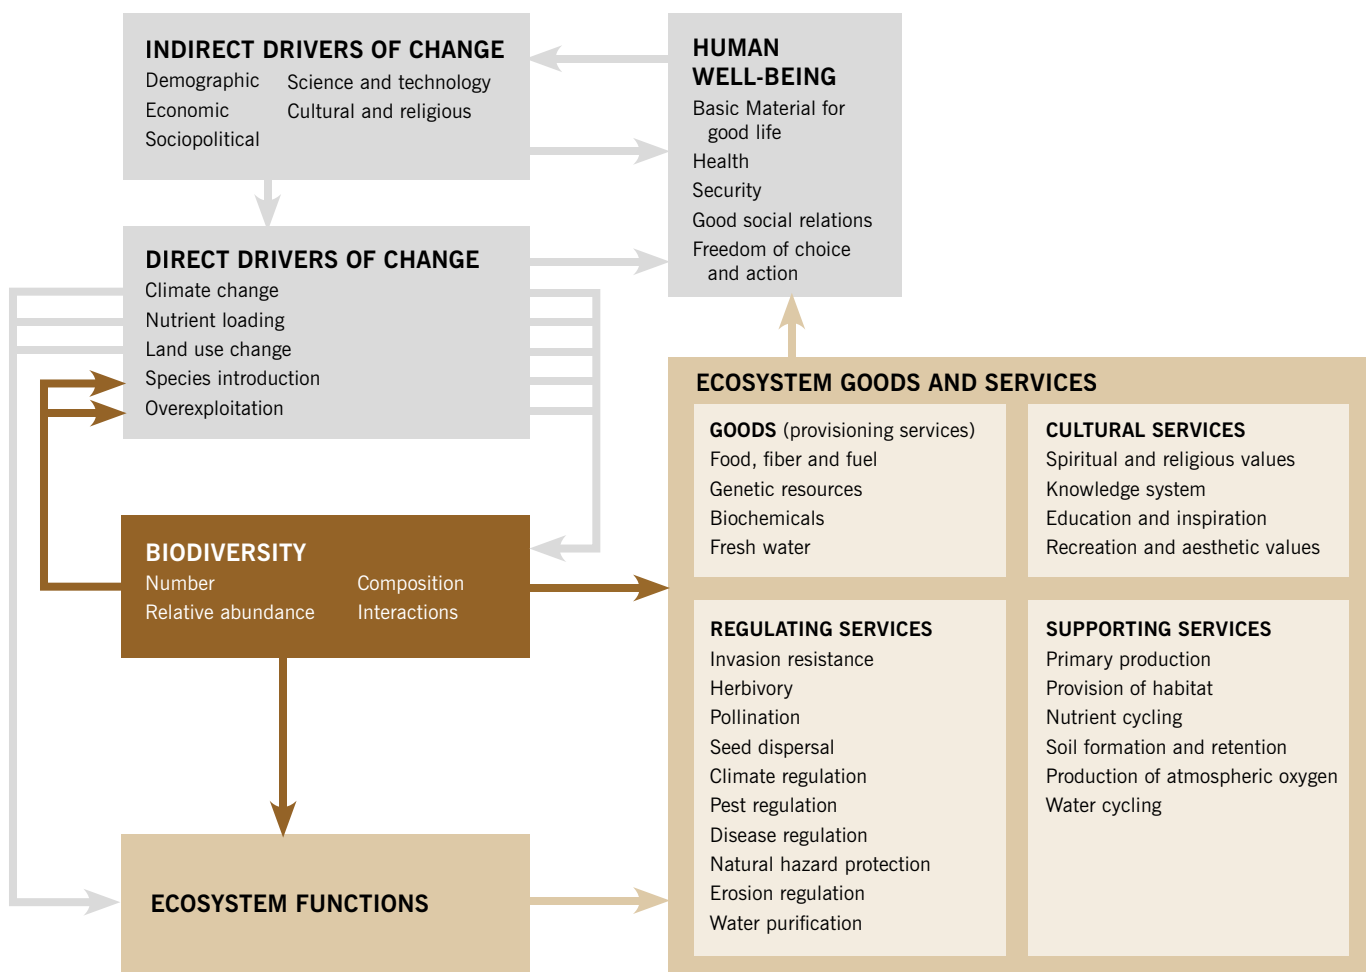 INDIRECT DRIVERS OF CHANGE
Demographic
Economic
Sociopolitical
Science and technology
Cultural and religious
HUMAN
WELL-BEING
Basic Material for
good life
Health
Security
Good social relations
Freedom of choice
and action
DIRECT DRIVERS OF CHANGE
Climate change
Nutrient loading
Land use change
Species introduction
Overexploitation
BIODIVERSITY
Number
Relative abundance
Composition
Interactions
ECOSYSTEM FUNCTIONS
ECOSYSTEM GOODS AND SERVICES
GOODS (provisioning services)
Food, fiber and fuel
Genetic resources
Biochemicals
Fresh water
CULTURAL SERVICES
Spiritual and religious values
Knowledge system
Education and inspiration
Recreation and aesthetic values
REGULATING SERVICES
Invasion resistance
Herbivory
Pollination
Seed dispersal
Climate regulation
Pest regulation
Disease regulation
Natural hazard protection
Erosion regulation
Water purification
SUPPORTING SERVICES
Primary production
Provision of habitat
Nutrient cycling
Soil formation and retention
Production of atmospheric oxygen
Water cycling